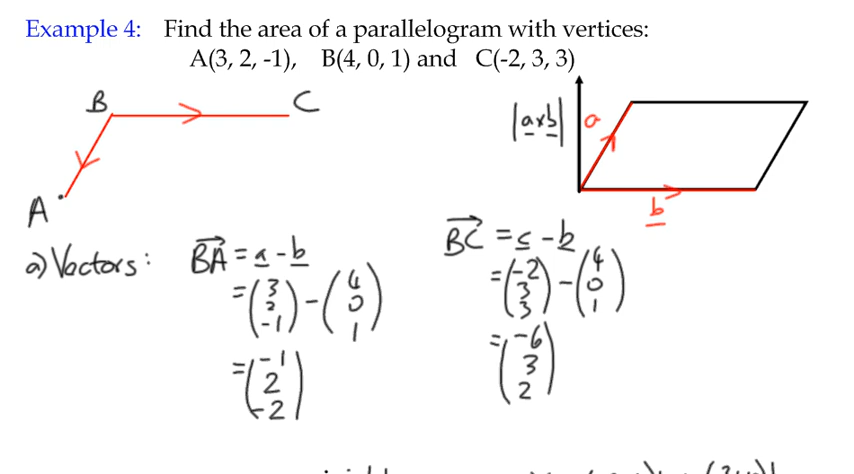 Example 4: Find the area of a parallelogram with vertices:
A(3, 2, -1), B(4, 0, 1) and C(-2, 3, 3)
B C
A
|a×b| a
b
a) Vectors: BA = a - b
= (3 2 -1) - (4 0 1)
= (-1 2 -2)
BC = c - b
= (-2 3 3) - (4 0 1)
= (-6 3 2)